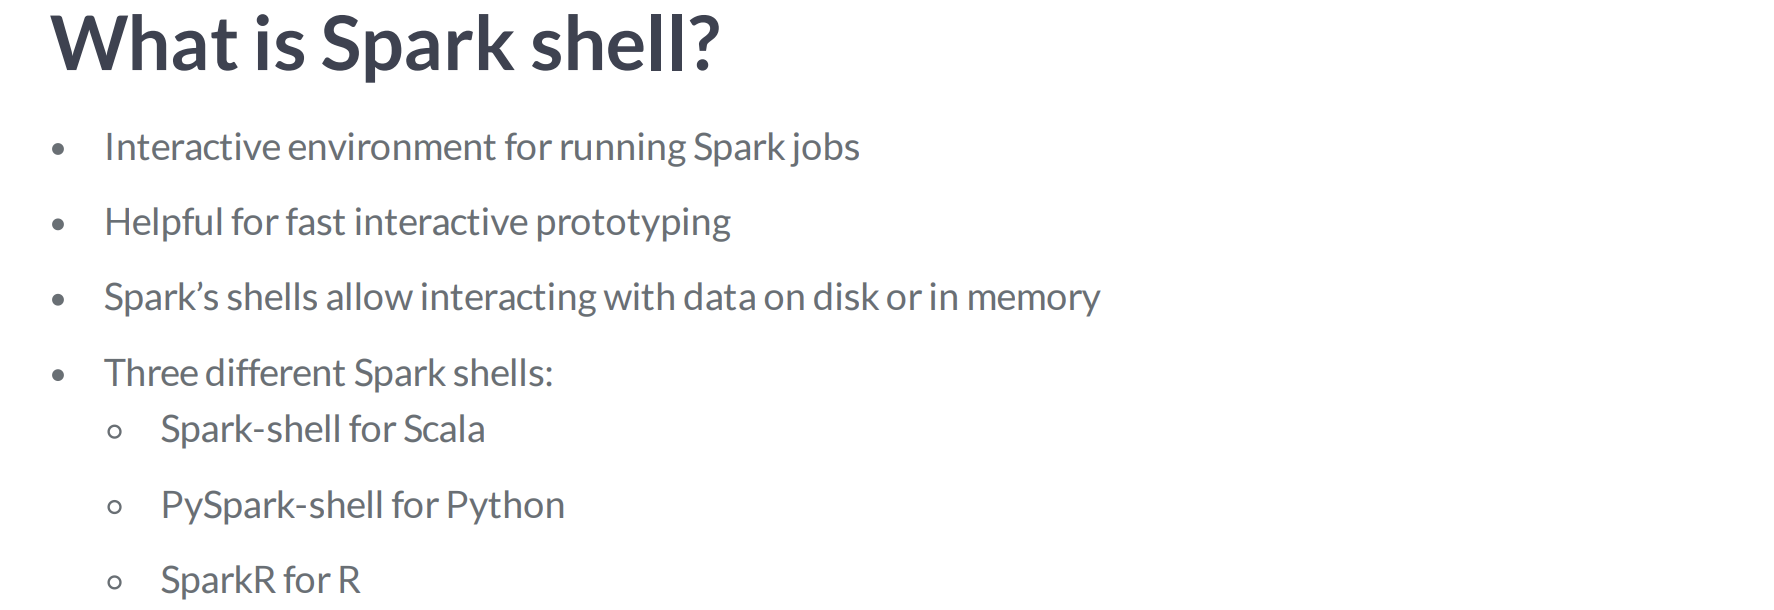 What is Spark shell?
• Interactive environment for running Spark jobs
• Helpful for fast interactive prototyping
• Spark’s shells allow interacting with data on disk or in memory
• Three different Spark shells:
○ Spark-shell for Scala
○ PySpark-shell for Python
○ SparkR for R